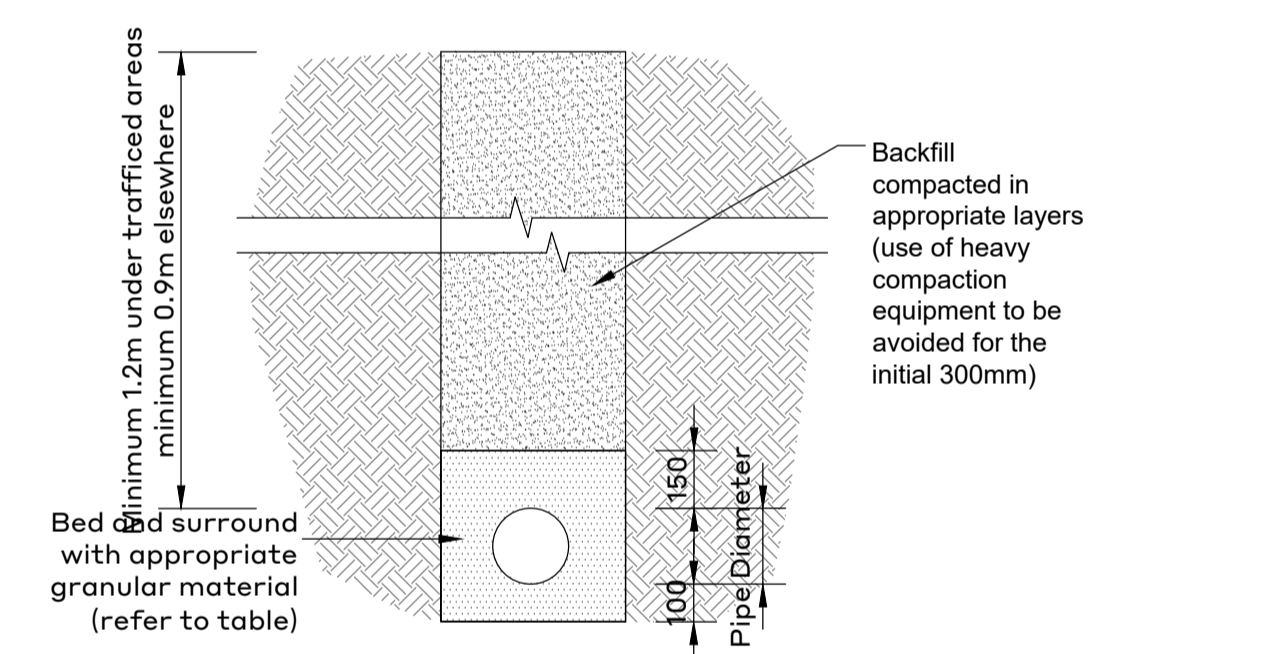 Minimum 1.2m under trafficed areas
minimum 0.9m elsewhere
Backfill
compacted in
appropriate layers
(use of heavy
compaction
equipment to be
avoided for the
initial 300mm)
Bed and surround
with appropriate
granular material
(refer to table)
150
100
Pipe Diameter